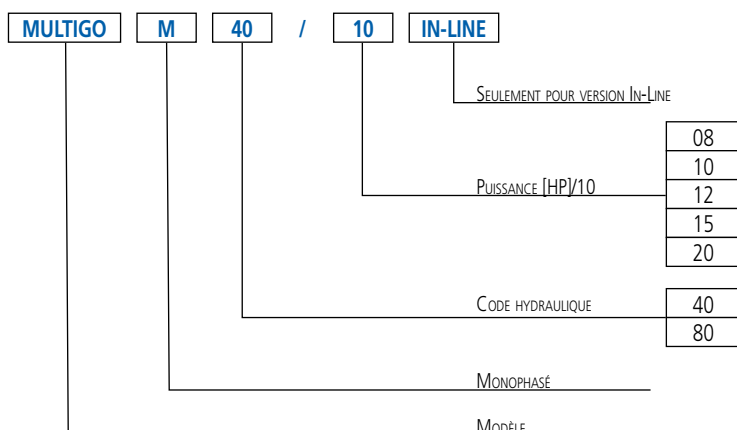 MULTIGO M 40 / 10 IN-LINE
Seulement pour version In-Line
08
10
Puissance [HP]/10 12
15
20
Code hydraulique 40
80
Monophasé
Modèle